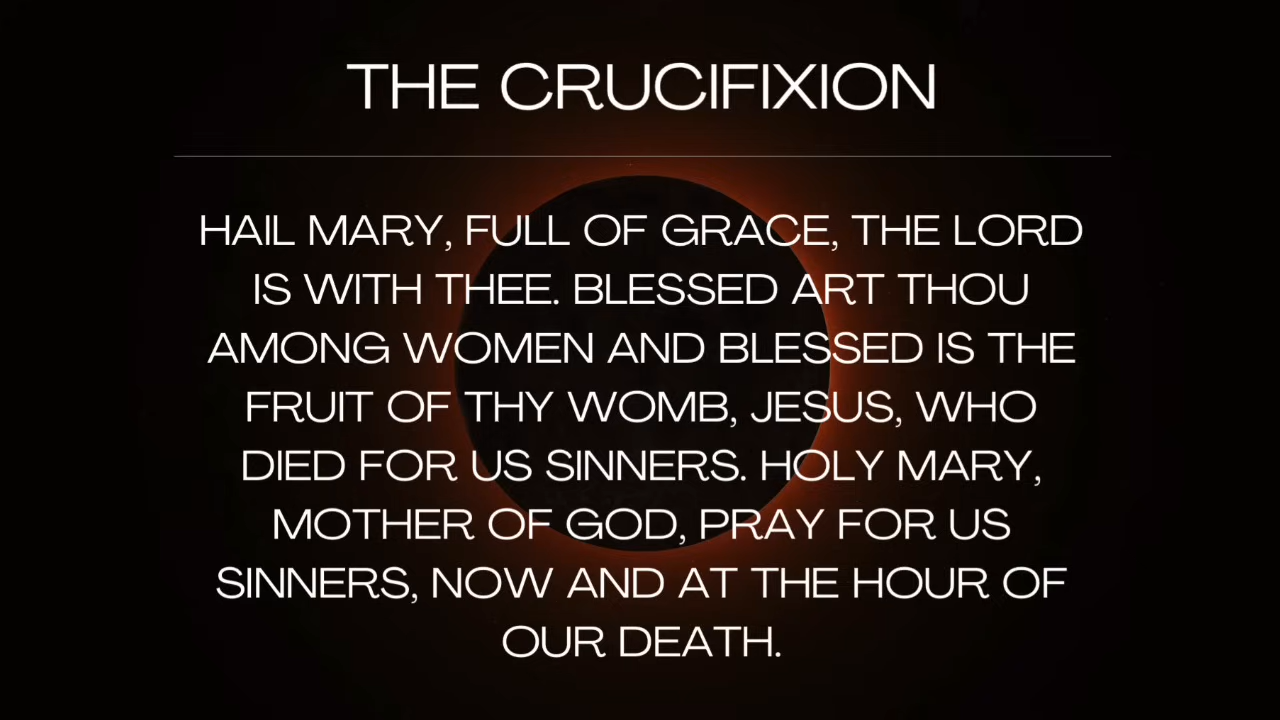 THE CRUCIFIXION
HAIL MARY, FULL OF GRACE, THE LORD
IS WITH THEE. BLESSED ART THOU
AMONG WOMEN AND BLESSED IS THE
FRUIT OF THY WOMB, JESUS, WHO
DIED FOR US SINNERS. HOLY MARY,
MOTHER OF GOD, PRAY FOR US
SINNERS, NOW AND AT THE HOUR OF
OUR DEATH.